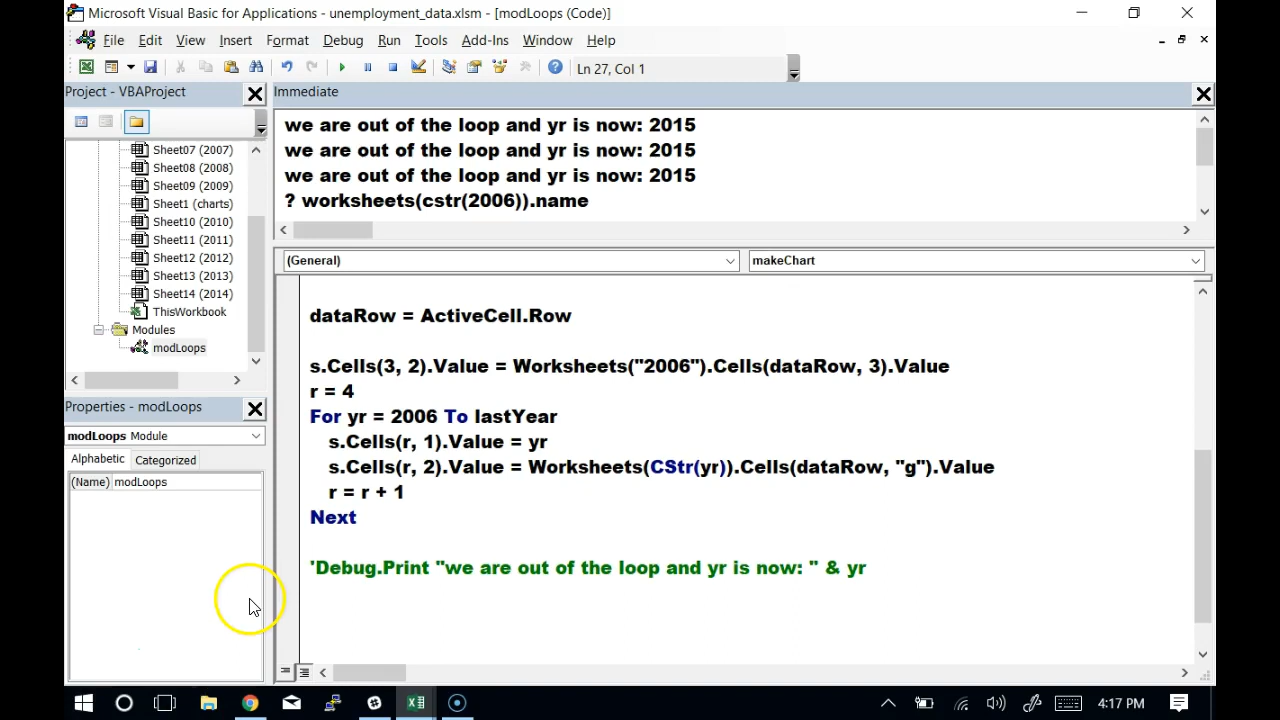 Microsoft Visual Basic for Applications - unemployment_data.xlsm - [modLoops (Code)]
File Edit View Insert Format Debug Run Tools Add-Ins Window Help
Ln 27, Col 1
Project - VBAProject
Sheet07 (2007)
Sheet08 (2008)
Sheet09 (2009)
Sheet1 (charts)
Sheet10 (2010)
Sheet11 (2011)
Sheet12 (2012)
Sheet13 (2013)
Sheet14 (2014)
ThisWorkbook
Modules
modLoops
Properties - modLoops
modLoops Module
Alphabetic Categorized
(Name) modLoops
Immediate
we are out of the loop and yr is now: 2015
we are out of the loop and yr is now: 2015
we are out of the loop and yr is now: 2015
? worksheets(cstr(2006)).name
(General) makeChart
dataRow = ActiveCell.Row
s.Cells(3, 2).Value = Worksheets("2006").Cells(dataRow, 3).Value
r = 4
For yr = 2006 To lastYear
s.Cells(r, 1).Value = yr
s.Cells(r, 2).Value = Worksheets(CStr(yr)).Cells(dataRow, "g").Value
r = r + 1
Next
'Debug.Print "we are out of the loop and yr is now: " & yr
4:17 PM